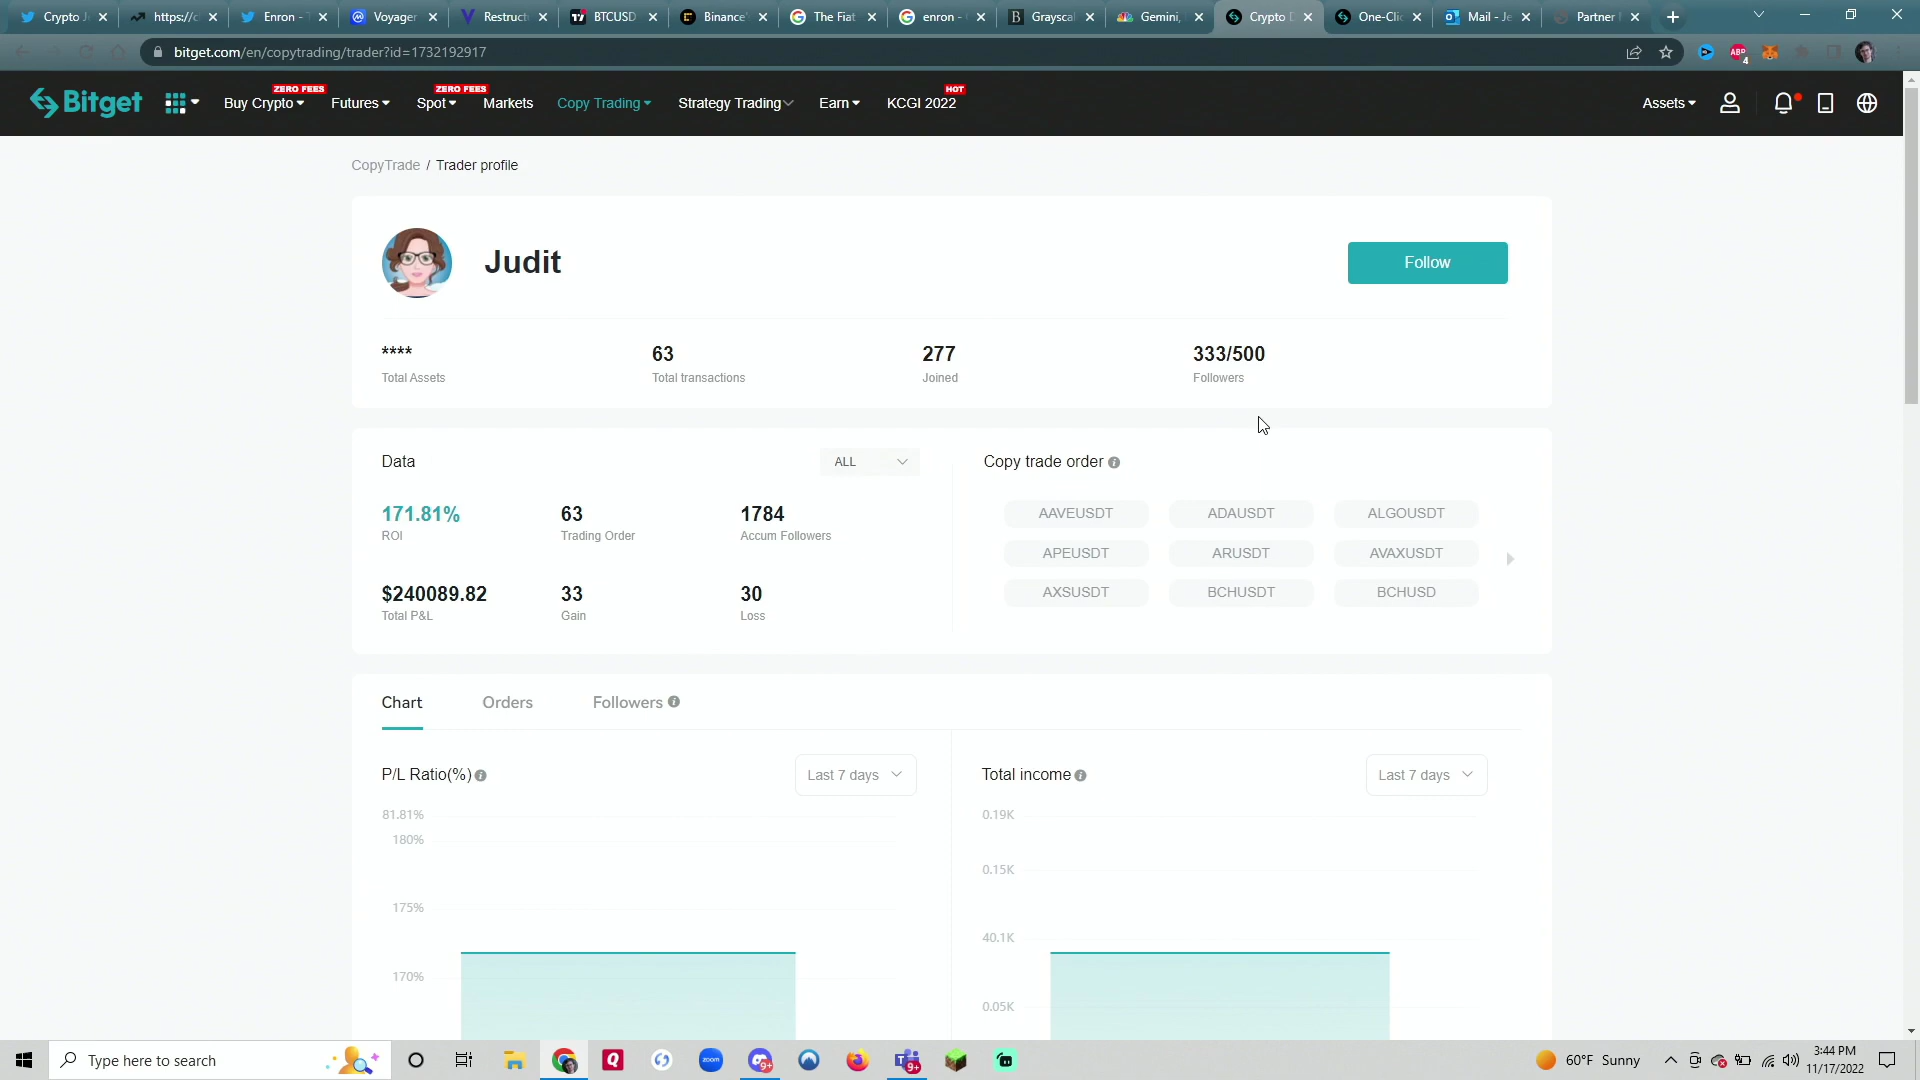 Crypto J
https://cl
Enron - T
Voyager
Restruct
BTCUSD
Binance'
The Fiat
enron -
Grayscal
Gemini,
Crypto D
One-Clic
Mail - Je
Partner
bitget.com/en/copytrading/trader?id=1732192917
ABP
4
Bitget
Buy Crypto
ZERO FEES
Futures
Spot
ZERO FEES
Markets
Copy Trading
Strategy Trading
Earn
KCGI 2022
HOT
Assets
CopyTrade / Trader profile
Judit
Follow
**** 63 277 333/500
Total Assets Total transactions Joined Followers
Data
ALL
Copy trade order
171.81% 63 1784
ROI Trading Order Accum Followers
$240089.82 33 30
Total P&L Gain Loss
AAVEUSDT ADAUSDT ALGOUSDT
APEUSDT ARUSDT AVAXUSDT
AXSUSDT BCHUSDT BCHUSD
Chart Orders Followers
P/L Ratio(%)
Last 7 days
81.81%
180%
175%
170%
Total income
Last 7 days
0.19K
0.15K
40.1K
0.05K
Type here to search
Q
zoom
9+
9+
60°F Sunny
3:44 PM
11/17/2022